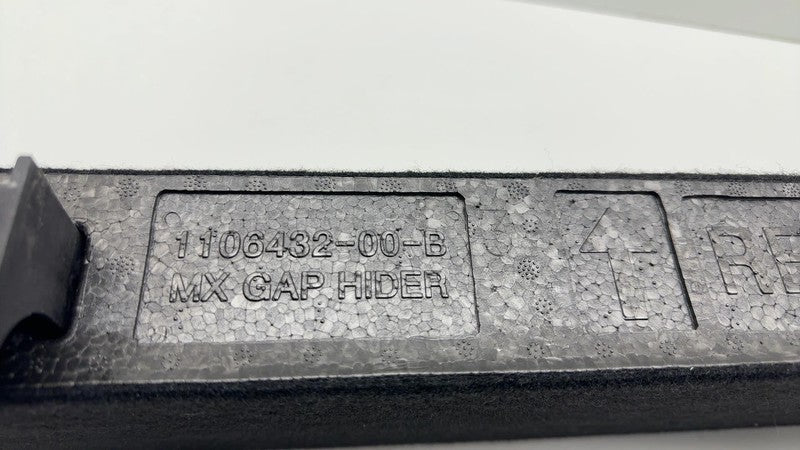 1106432-00-B
MX GAP HIDER